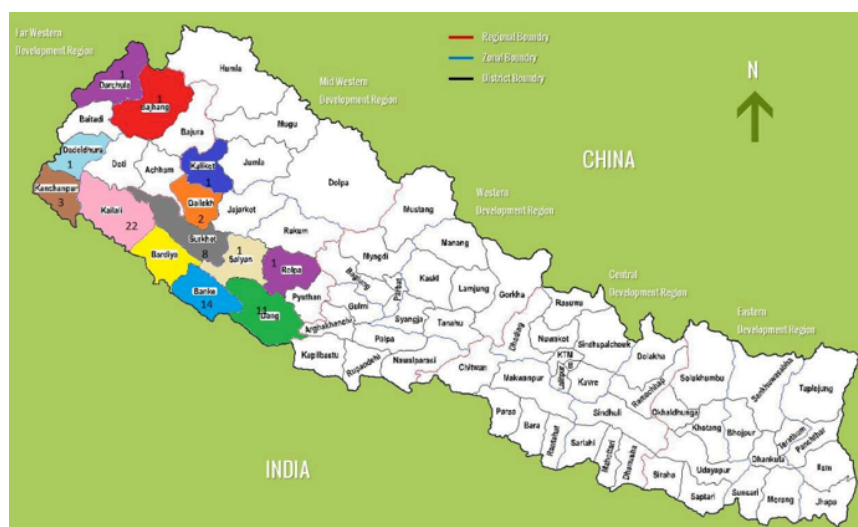 Far Western
Development Region
Regional Boundry
Zonal Boundry
District Boundry
N
Humla
1
Darchula
1
Bajhang
Mid Western
Development Region
Baitadi
Bajura
Mugu
CHINA
Dadeldhura
1
Doti
Achham
Kalikot
1
Jumla
Kanchanpur
3
Kailali
22
Dailekh
2
Jajarkot
Dolpa
Western
Development Region
Mustang
Surkhet
8
Rukum
Manang
Bardiya
1
Salyan
1
Rolpa
Myagdi
Baglung
Parbat
Kaski
Lamjung
Gorkha
Central
Development Region
Banke
14
11
Dang
Pyuthan
Gulmi
Arghakhanchi
Syangja
Tanahu
Dhading
Rasuwa
Nuwakot
Sindhupalchowk
Eastern
Development Region
Kapilbastu
Rupandehi
Palpa
Nawalparasi
Chitwan
KTM
Lalitpur
Kavre
Dolakha
Ramechhap
Solukhumbu
Sankhuwasabha
Taplejung
Makwanpur
Sindhuli
Okhaldhunga
Khotang
Bhojpur
Terathum
Panchthar
Parsa
Bara
Rautahat
Sarlahi
Mahottari
Dhanusha
Siraha
Udayapur
Dhankuta
Ilam
Saptari
Sunsari
Morang
Jhapa
INDIA